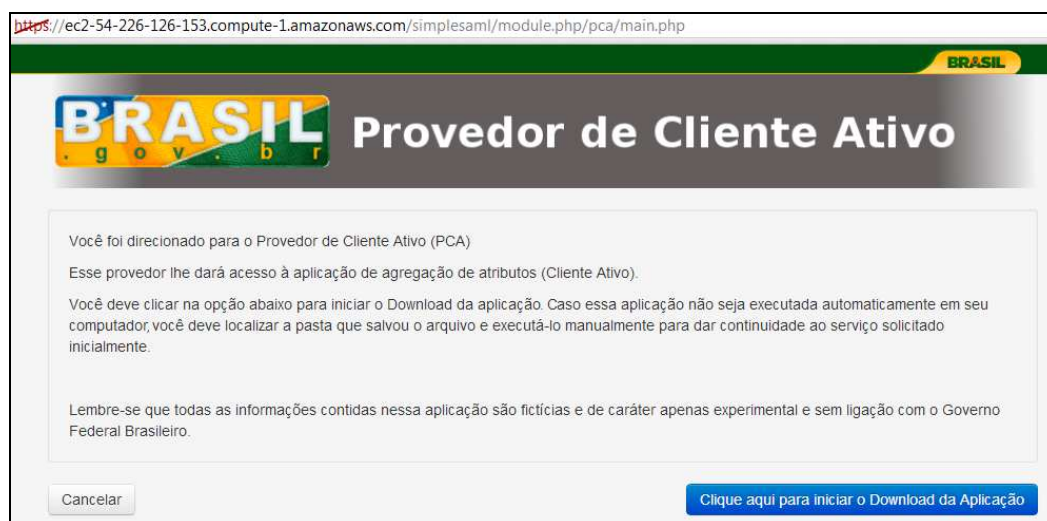 https://ec2-54-226-126-153.compute-1.amazonaws.com/simplesaml/module.php/pca/main.php
BRASIL
BRASIL
. g o v . b r
Provedor de Cliente Ativo
Você foi direcionado para o Provedor de Cliente Ativo (PCA)
Esse provedor lhe dará acesso à aplicação de agregação de atributos (Cliente Ativo).
Você deve clicar na opção abaixo para iniciar o Download da aplicação. Caso essa aplicação não seja executada automaticamente em seu
computador, você deve localizar a pasta que salvou o arquivo e executá-lo manualmente para dar continuidade ao serviço solicitado
inicialmente.
Lembre-se que todas as informações contidas nessa aplicação são fictícias e de caráter apenas experimental e sem ligação com o Governo
Federal Brasileiro.
Cancelar
Clique aqui para iniciar o Download da Aplicação